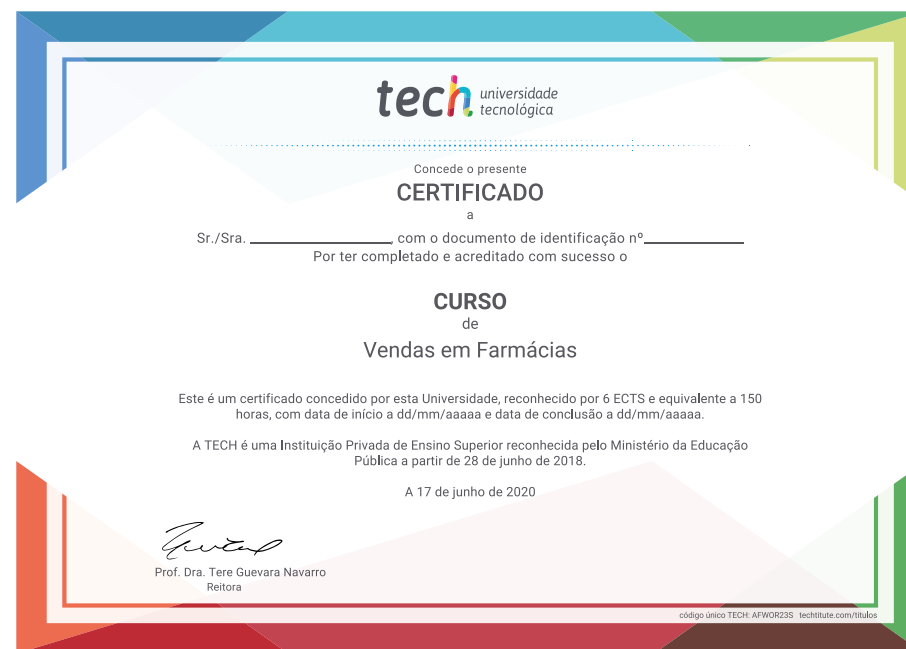 tech universidade
tecnológica
Concede o presente
CERTIFICADO
a
Sr./Sra. ____________________, com o documento de identificação nº______________
Por ter completado e acreditado com sucesso o
CURSO
de
Vendas em Farmácias
Este é um certificado concedido por esta Universidade, reconhecido por 6 ECTS e equivalente a 150
horas, com data de início a dd/mm/aaaaa e data de conclusão a dd/mm/aaaaa.
A TECH é uma Instituição Privada de Ensino Superior reconhecida pelo Ministério da Educação
Pública a partir de 28 de junho de 2018.
A 17 de junho de 2020
Prof. Dra. Tere Guevara Navarro
Reitora
código único TECH: AFWOR23S techtitute.com/titulos